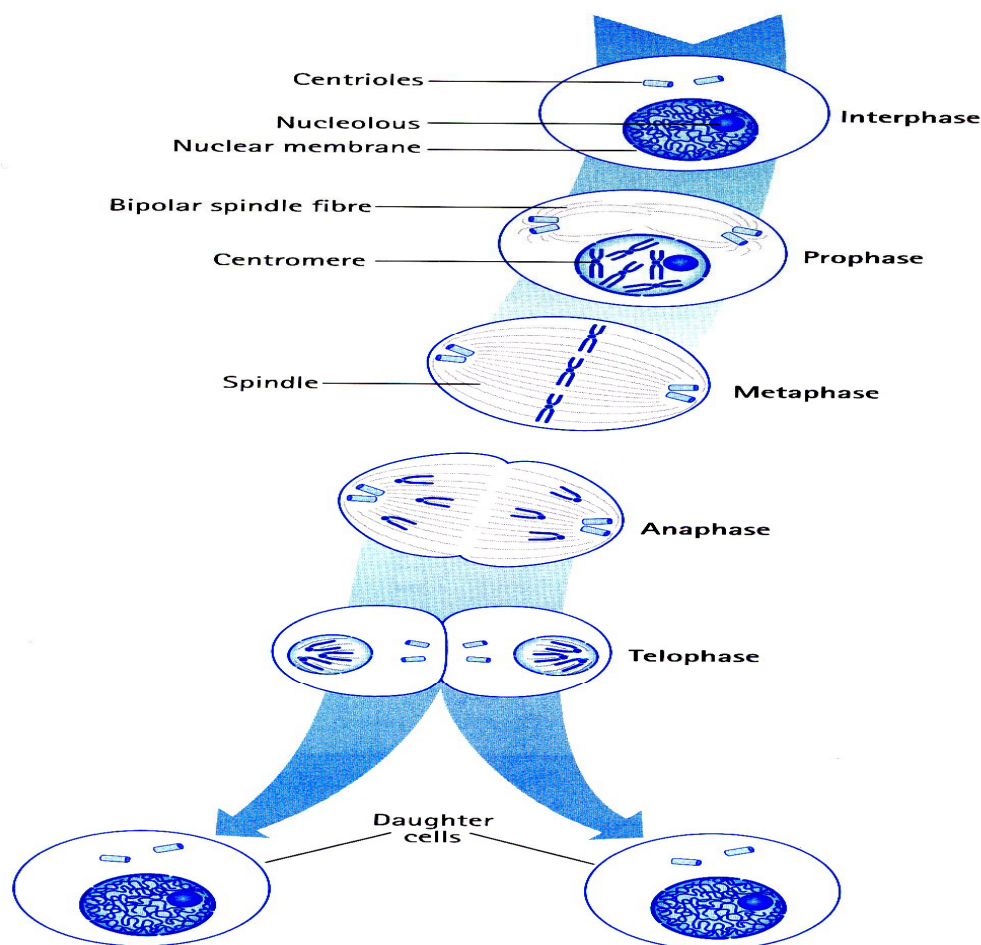 Centrioles
Nucleolous
Interphase
Nuclear membrane
Bipolar spindle fibre
Centromere
Prophase
Spindle
Metaphase
Anaphase
Telophase
Daughter
cells